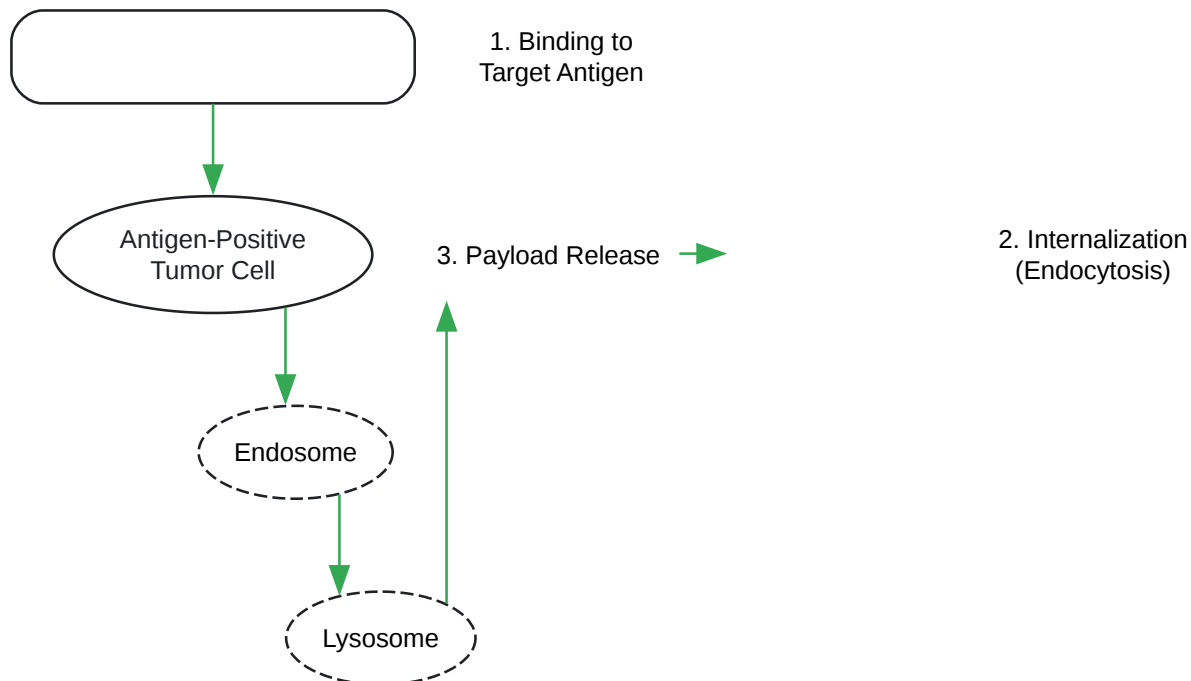 1. Binding to
Target Antigen
Antigen-Positive
Tumor Cell
3. Payload Release
2. Internalization
(Endocytosis)
Endosome
Lysosome